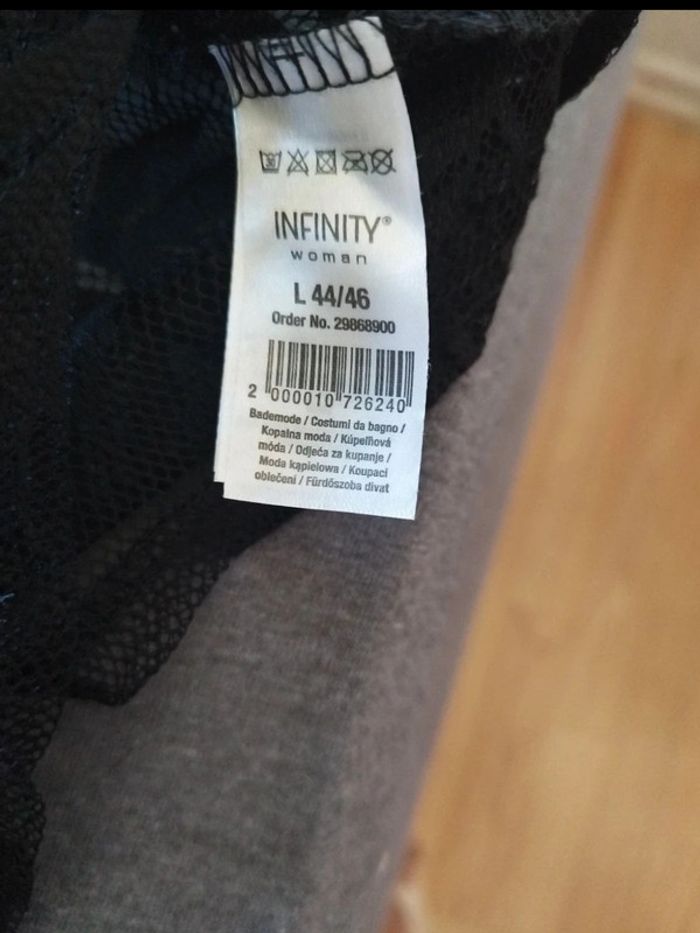 INFINITY®
woman
L 44/46
Order No. 29868900
2 000010 726240
Bademode / Costumi da bagno /
Kopalna moda / Kúpeľňová
móda / Odjeća za kupanje /
Moda kąpielowa / Koupací
oblečení / Fürdőszoba divat